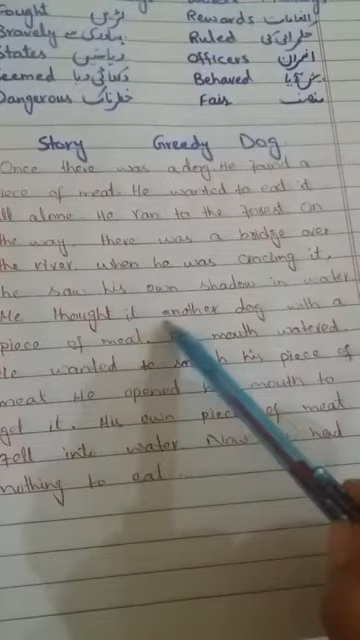 Fought لڑیں Rewards انعامات
Bravely بہادری سے Ruled حکمرانی کی
States ریاستیں Officers افسران
Seemed دکھائی دیا Behaved پیش آیا
Dangerous خطرناک Fair منصف
Story Greedy Dog
Once there was a dog. He found a
piece of meat. He wanted to eat it
all alone. He ran to the forest. On
the way, there was a bridge over
the river. When he was crossing it,
he saw his own shadow in water
He thought it another dog with a
piece of meat. mouth watered.
He wanted to his piece of
meat He opened mouth to
get it. His own piece of meat
fell into water. Now had
nothing to eat.